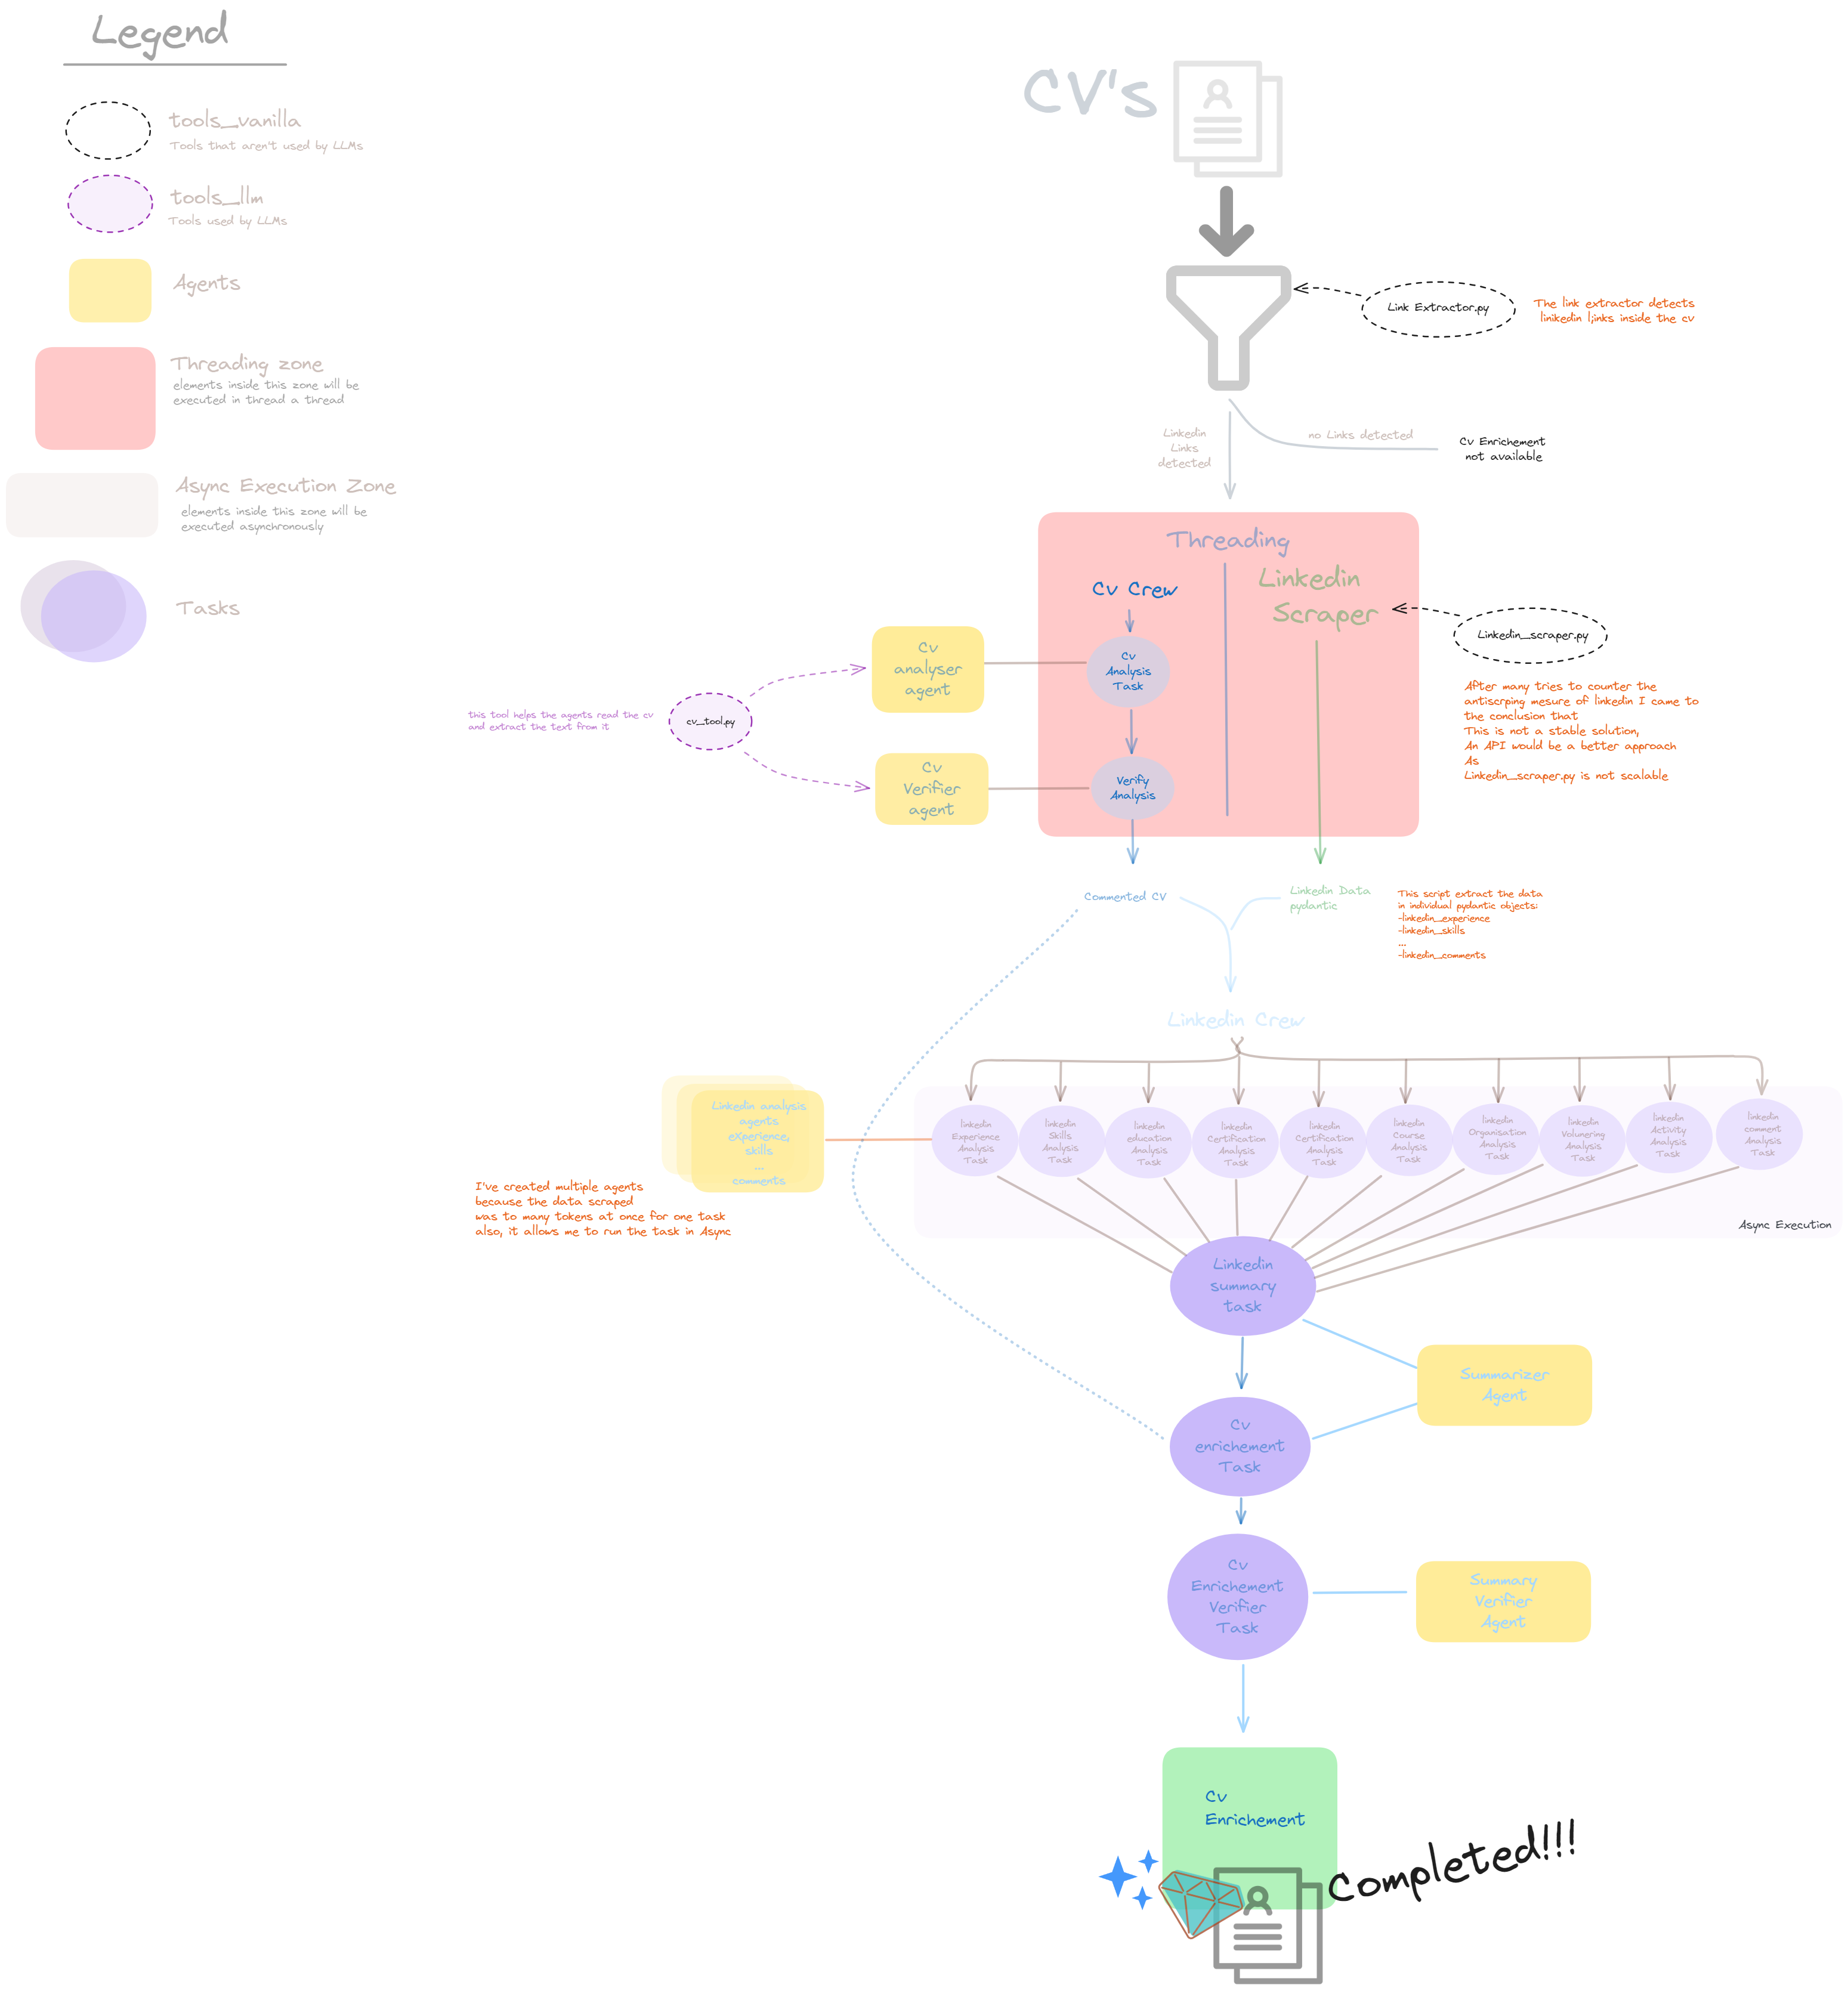 Legend
tools_vanilla
Tools that aren't used by LLMs
tools_llm
Tools used by LLMs
Agents
Threading zone
elements inside this zone will be
executed in thread a thread
Async Execution Zone
elements inside this zone will be
executed asynchronously
Tasks
CV's
Link Extractor.py
The link extractor detects
linikedin l;inks inside the cv
Linkedin
Links
detected
no Links detected
Cv Enrichement
not available
Threading
Cv Crew
Linkedin
Scraper
Cv
Analysis
Task
Verify
Analysis
Linkedin_scraper.py
After many tries to counter the
antiscrping mesure of linkedin I came to
the conclusion that
This is not a stable solution,
An API would be a better approach
As
Linkedin_scraper.py is not scalable
Cv
analyser
agent
Cv
Verifier
agent
cv_tool.py
this tool helps the agents read the cv
and extract the text from it
Commented CV
Linkedin Data
pydantic
This script extract the data
in individual pydantic objects:
-linkedin_experience
-linkedin_skills
...
-linkedin_comments
Linkedin Crew
Linkedin analysis
agents
eXperience,
skills
...
comments
I've created multiple agents
because the data scraped
was to many tokens at once for one task
also, it allows me to run the task in Async
linkedin
Experience
Analysis
Task
linkedin
Skills
Analysis
Task
linkedin
education
Analysis
Task
linkedin
Certification
Analysis
Task
linkedin
Certification
Analysis
Task
linkedin
Course
Analysis
Task
linkedin
Organisation
Analysis
Task
linkedin
Volunering
Analysis
Task
linkedin
Activity
Analysis
Task
linkedin
comment
Analysis
Task
Async Execution
Linkedin
summary
task
Summarizer
Agent
Cv
enrichement
Task
Cv
Enrichement
Verifier
Task
Summary
Verifier
Agent
Cv
Enrichement
Completed!!!